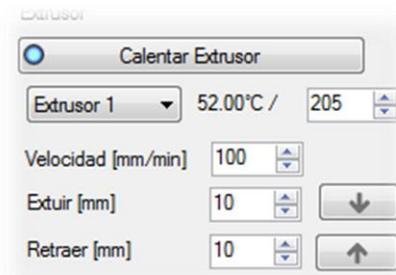 Extrusor
Calentar Extrusor
Extrusor 1 52.00°C / 205
Velocidad [mm/min] 100
Extuir [mm] 10
Retraer [mm] 10